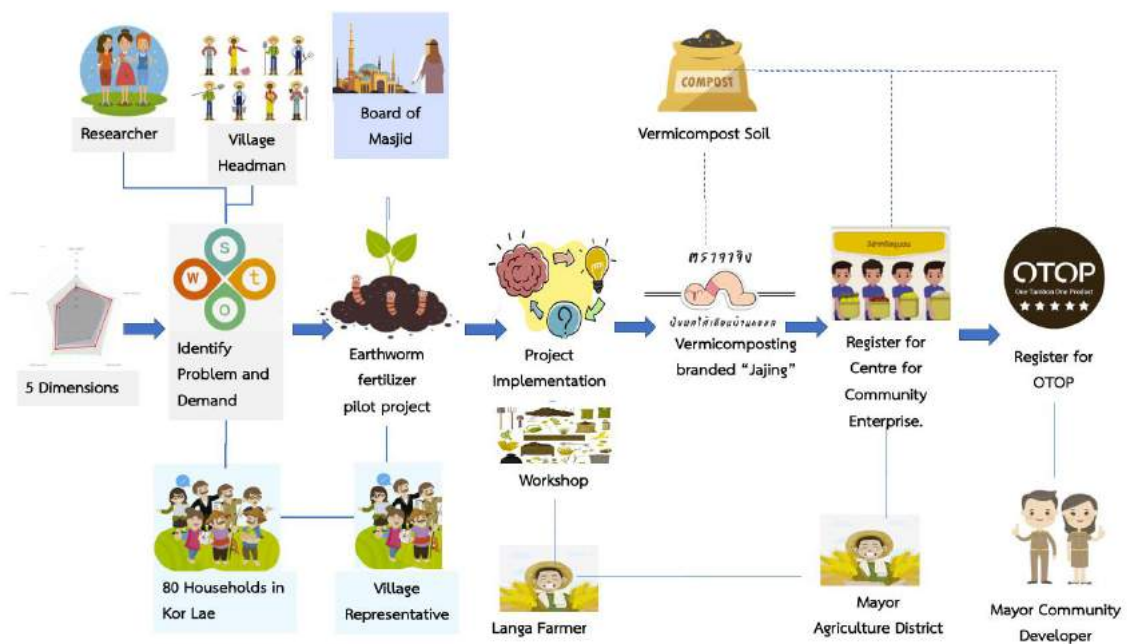 COMPOST
Researcher
Village
Headman
Board of
Masjid
Vermicompost Soil
s
w
t
o
ตราจาจิง
OTOP
One Tambon One Product
5 Dimensions
Identify
Problem and
Demand
Earthworm
fertilizer
pilot project
Project
Implementation
Vermicomposting
branded “Jajing”
Register for
Centre for
Community
Enterprise.
Register for
OTOP
Workshop
80 Households in
Kor Lae
Village
Representative
Langa Farmer
Mayor
Agriculture District
Mayor Community
Developer